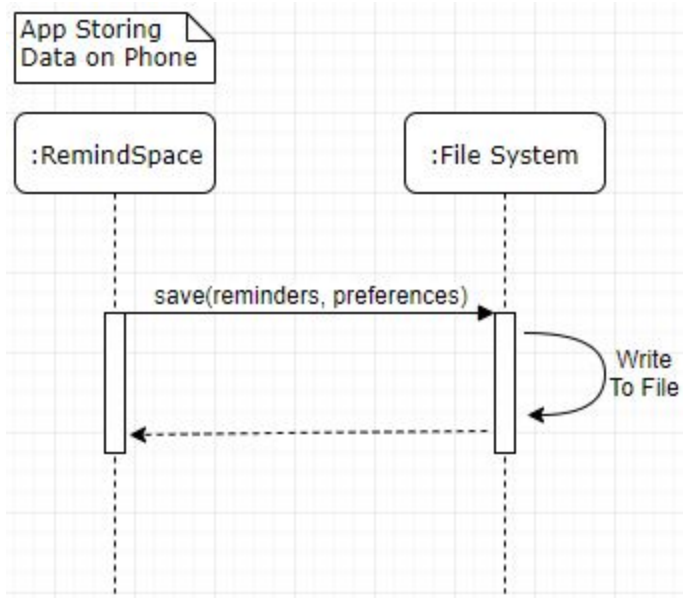 App Storing
Data on Phone
:RemindSpace
:File System
save(reminders, preferences)
Write
To File